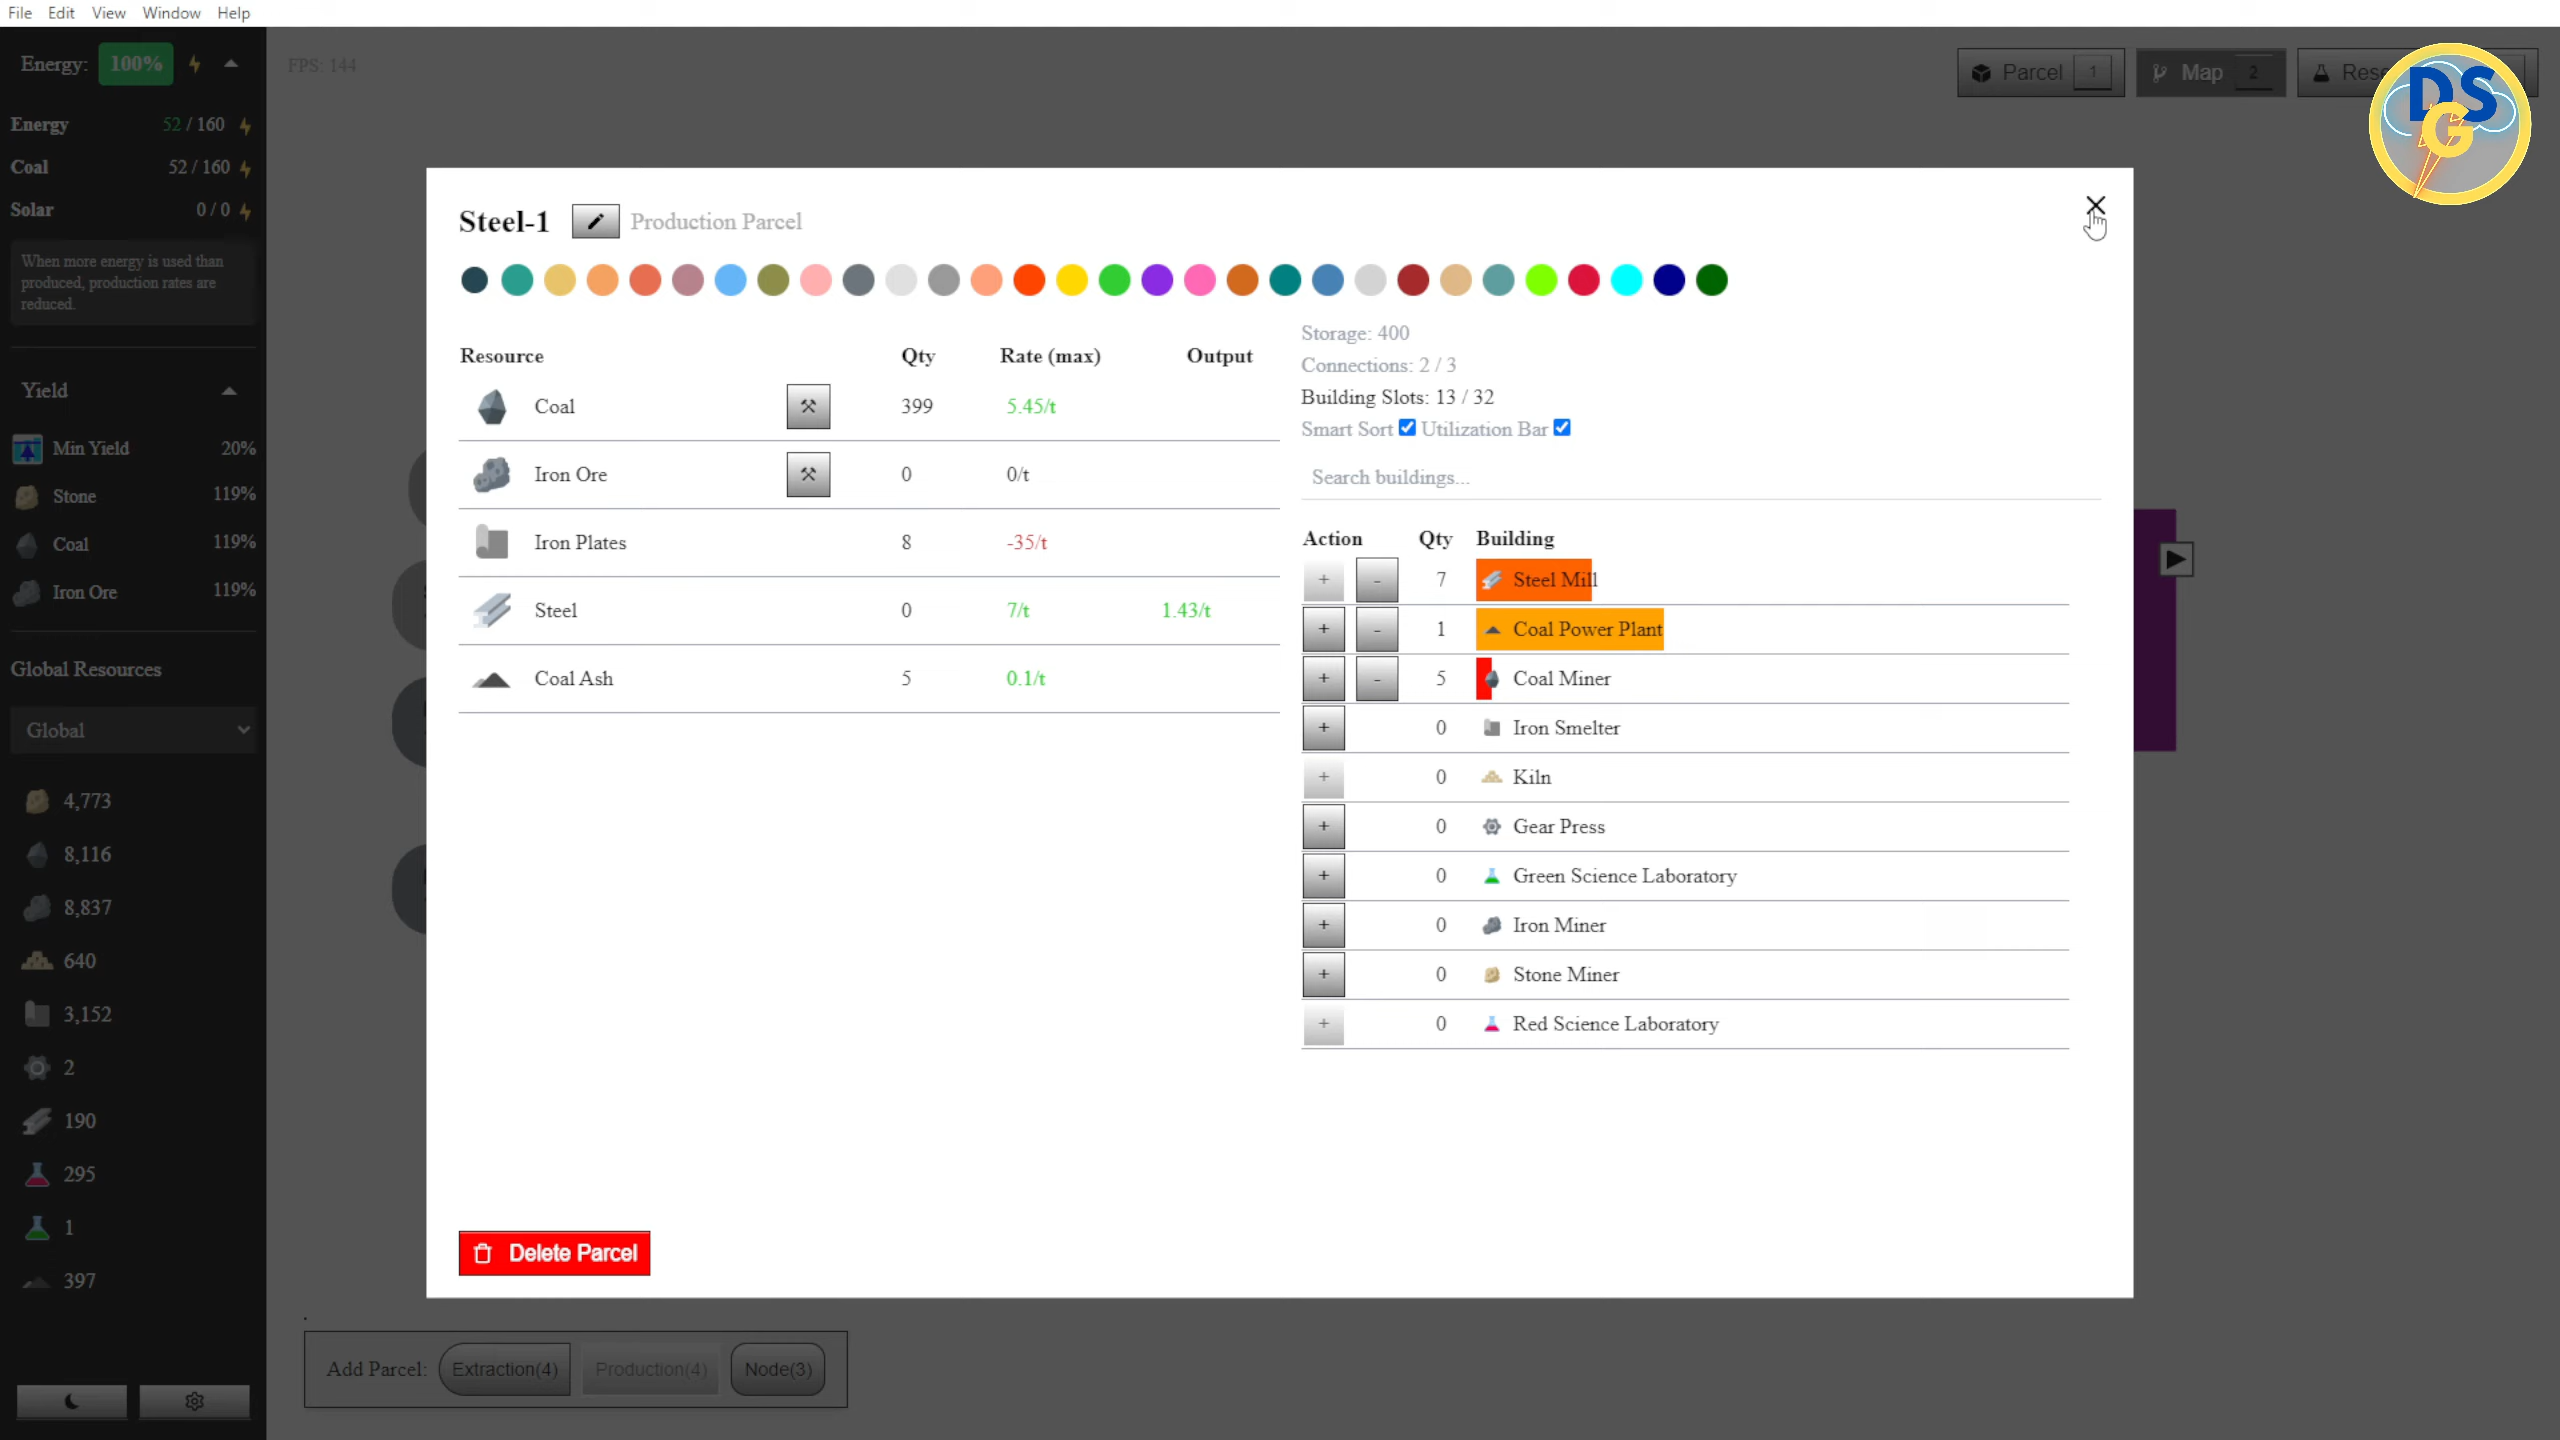 File Edit View Window Help
Energy: 100%
FPS: 144
Parcel 1
Map 2
DSG
Energy 52 / 160
Coal 52 / 160
Solar 0 / 0
When more energy is used than
produced, production rates are
reduced.
Yield
Min Yield 20%
Stone 119%
Coal 119%
Iron Ore 119%
Global Resources
Global
4,773
8,116
8,837
640
3,152
2
190
295
1
397
Steel-1 Production Parcel
Resource Qty Rate (max) Output
Coal 399 5.45/t
Iron Ore 0 0/t
Iron Plates 8 -35/t
Steel 0 7/t 1.43/t
Coal Ash 5 0.1/t
Delete Parcel
Storage: 400
Connections: 2 / 3
Building Slots: 13 / 32
Smart Sort Utilization Bar
Search buildings...
Action Qty Building
+ - 7 Steel Mill
+ - 1 Coal Power Plant
+ - 5 Coal Miner
+ 0 Iron Smelter
+ 0 Kiln
+ 0 Gear Press
+ 0 Green Science Laboratory
+ 0 Iron Miner
+ 0 Stone Miner
+ 0 Red Science Laboratory
Add Parcel: Extraction(4) Production(4) Node(3)